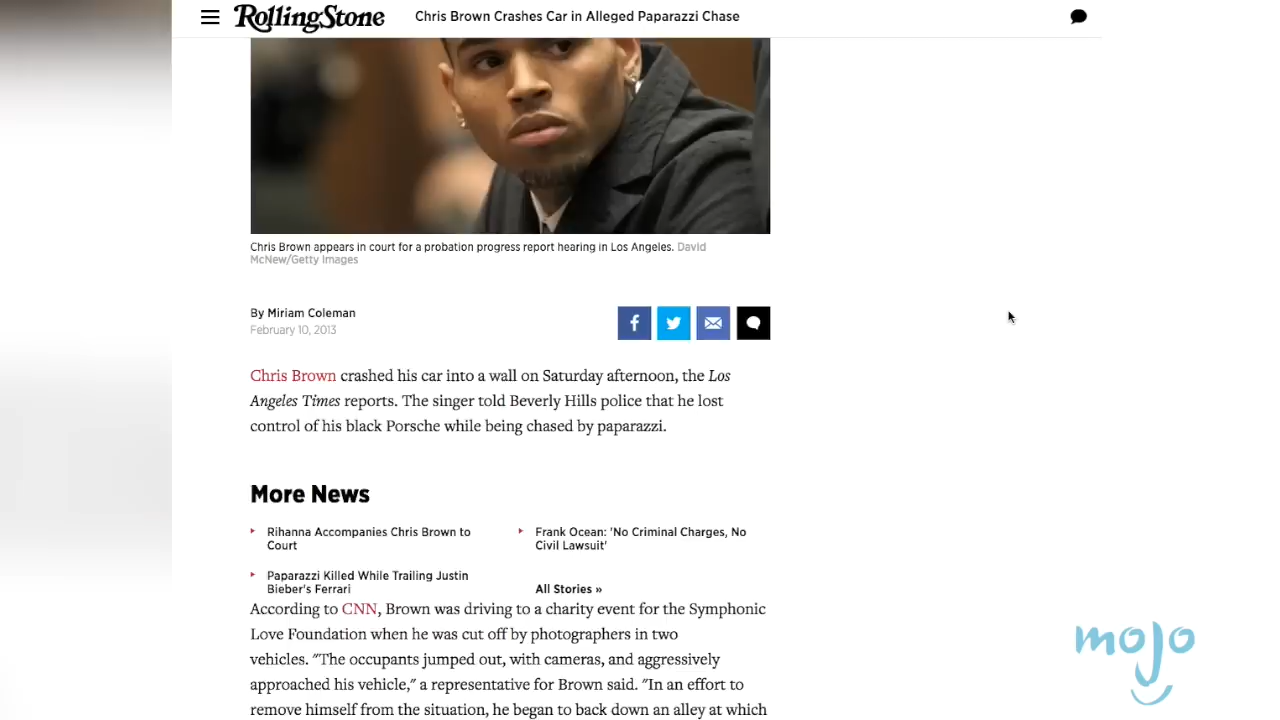 RollingStone
Chris Brown Crashes Car in Alleged Paparazzi Chase
Chris Brown appears in court for a probation progress report hearing in Los Angeles. David
McNew/Getty Images
By Miriam Coleman
February 10, 2013
Chris Brown crashed his car into a wall on Saturday afternoon, the Los
Angeles Times reports. The singer told Beverly Hills police that he lost
control of his black Porsche while being chased by paparazzi.
More News
Rihanna Accompanies Chris Brown to
Court
Frank Ocean: 'No Criminal Charges, No
Civil Lawsuit'
Paparazzi Killed While Trailing Justin
Bieber's Ferrari
All Stories »
According to CNN, Brown was driving to a charity event for the Symphonic
Love Foundation when he was cut off by photographers in two
vehicles. "The occupants jumped out, with cameras, and aggressively
approached his vehicle," a representative for Brown said. "In an effort to
remove himself from the situation, he began to back down an alley at which
mojo